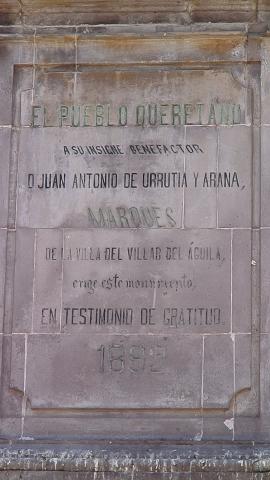 EL PUEBLO QUERETANO
A SU INSIGNE BENEFACTOR
D JUAN ANTONIO DE URRUTIA Y ARANA,
MARQUES
DE LA VILLA DEL VILLAR DEL ÁGUILA,
erige este monumento,
EN TESTIMONIO DE GRATITUD.
1892